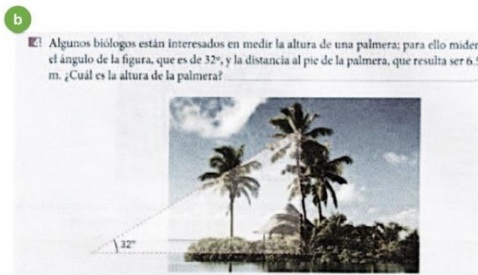 b
Algunos biólogos están interesados en medir la altura de una palmera; para ello miden
el ángulo de la figura, que es de 32°, y la distancia al pie de la palmera, que resulta ser
m. ¿Cuál es la altura de la palmera?
32°